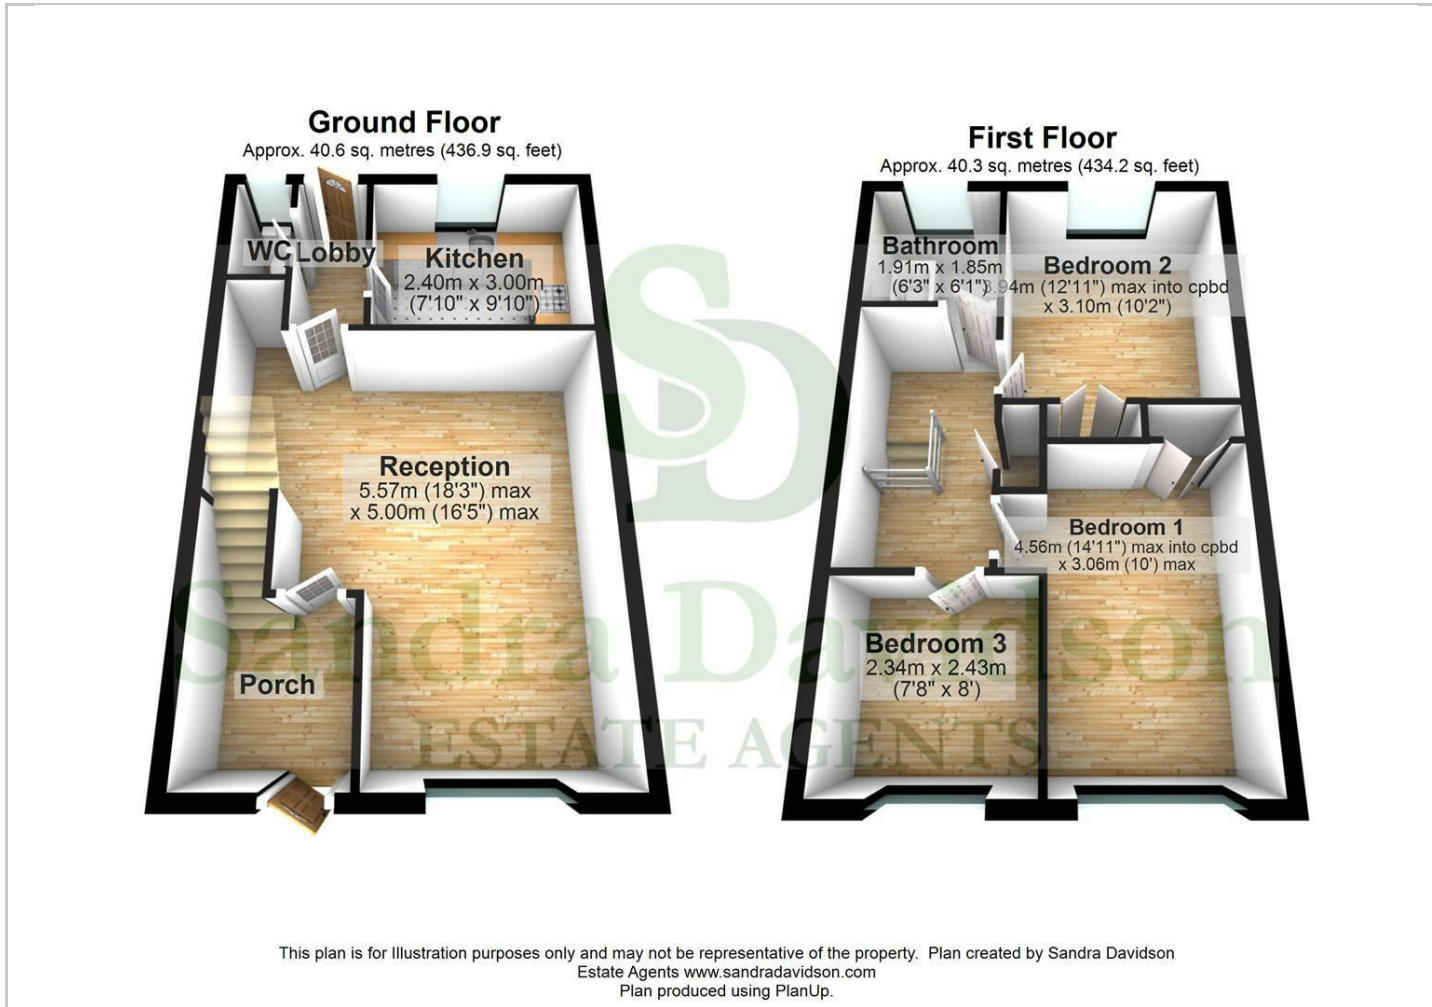 Ground Floor
Approx. 40.6 sq. metres (436.9 sq. feet)
WC
Lobby
Kitchen
2.40m x 3.00m
(7'10" x 9'10")
Reception
5.57m (18'3") max
x 5.00m (16'5") max
Porch
First Floor
Approx. 40.3 sq. metres (434.2 sq. feet)
Bathroom
1.91m x 1.85m
(6'3" x 6'1")
Bedroom 2
3.94m (12'11") max into cpbd
x 3.10m (10'2")
Bedroom 1
4.56m (14'11") max into cpbd
x 3.06m (10') max
Bedroom 3
2.34m x 2.43m
(7'8" x 8')
SD
Sandra Davidson
ESTATE AGENTS
This plan is for Illustration purposes only and may not be representative of the property. Plan created by Sandra Davidson
Estate Agents www.sandradavidson.com
Plan produced using PlanUp.